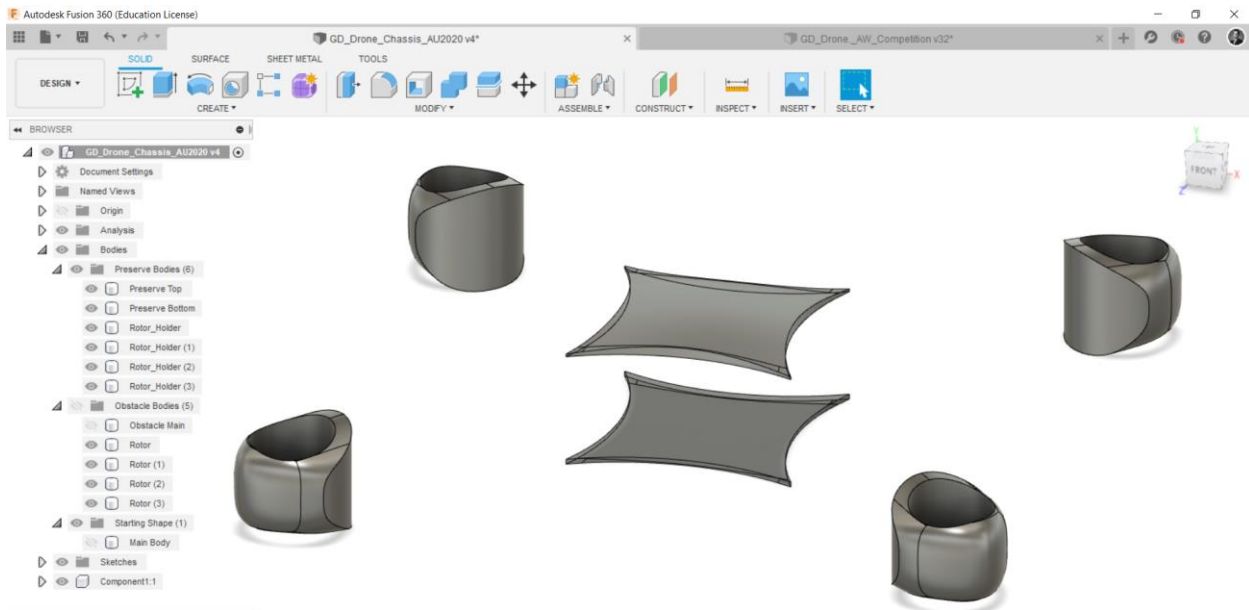 Autodesk Fusion 360 (Education License)
GD_Drone_Chassis_AU2020 v4*
GD_Drone_AW_Competition v32*
SOLID SURFACE SHEET METAL TOOLS
DESIGN
CREATE MODIFY ASSEMBLE CONSTRUCT INSPECT INSERT SELECT
BROWSER
GD_Drone_Chassis_AU2020 v4
Document Settings
Named Views
Origin
Analysis
Bodies
Preserve Bodies (6)
Preserve Top
Preserve Bottom
Rotor_Holder
Rotor_Holder (1)
Rotor_Holder (2)
Rotor_Holder (3)
Obstacle Bodies (5)
Obstacle Main
Rotor
Rotor (1)
Rotor (2)
Rotor (3)
Starting Shape (1)
Main Body
Sketches
Component1:1
Y
FRONT
X
Z